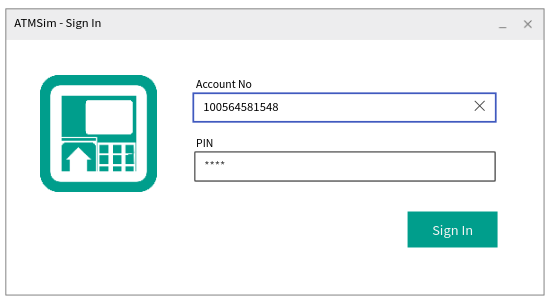 ATMSim - Sign In
Account No
100564581548
PIN
****
Sign In